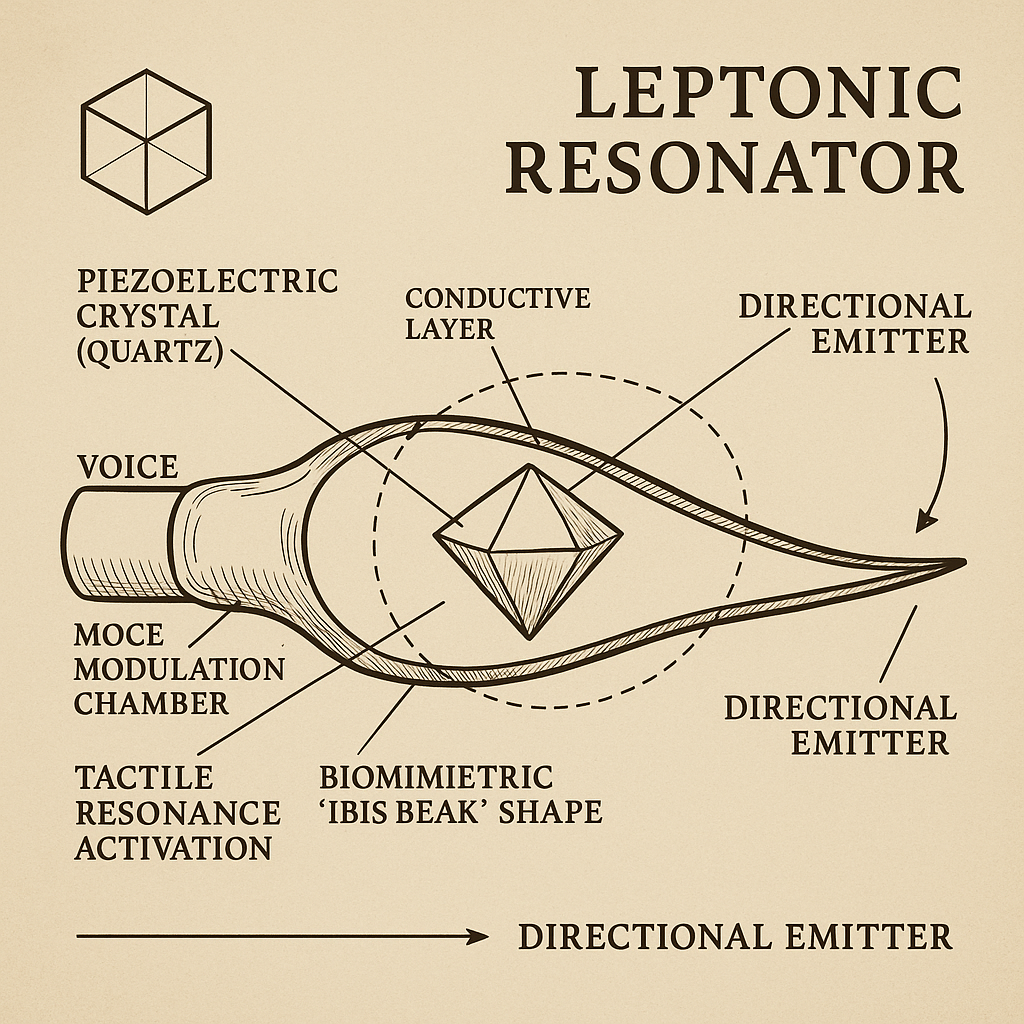 LEPTONIC
RESONATOR
PIEZOELECTRIC
CRYSTAL
(QUARTZ)
CONDUCTIVE
LAYER
DIRECTIONAL
EMITTER
VOICE
MOCE
MODULATION
CHAMBER
DIRECTIONAL
EMITTER
TACTILE
RESONANCE
ACTIVATION
BIOMIMIETRIC
‘IBIS BEAK’ SHAPE
DIRECTIONAL EMITTER